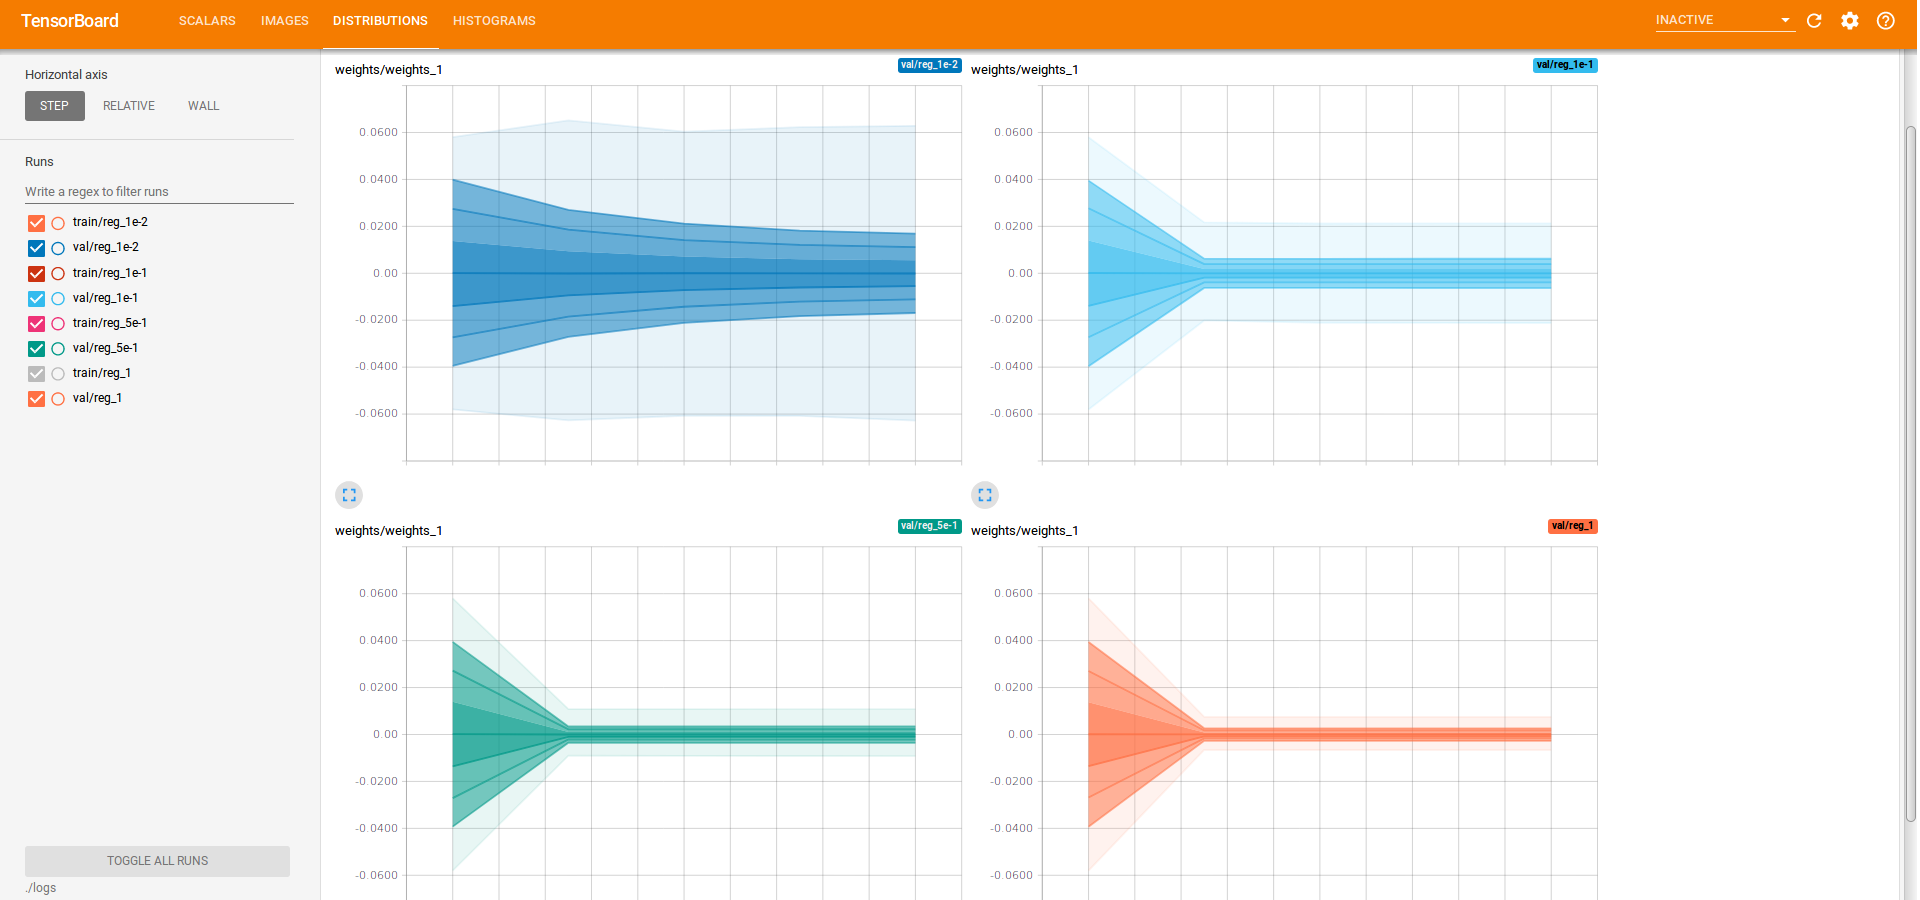 TensorBoard SCALARS IMAGES DISTRIBUTIONS HISTOGRAMS INACTIVE
Horizontal axis
STEP RELATIVE WALL
Runs
Write a regex to filter runs
train/reg_1e-2
val/reg_1e-2
train/reg_1e-1
val/reg_1e-1
train/reg_5e-1
val/reg_5e-1
train/reg_1
val/reg_1
TOGGLE ALL RUNS
./logs
weights/weights_1 val/reg_1e-2
0.0600
0.0400
0.0200
0.00
-0.0200
-0.0400
-0.0600
weights/weights_1 val/reg_1e-1
0.0600
0.0400
0.0200
0.00
-0.0200
-0.0400
-0.0600
weights/weights_1 val/reg_5e-1
0.0600
0.0400
0.0200
0.00
-0.0200
-0.0400
-0.0600
weights/weights_1 val/reg_1
0.0600
0.0400
0.0200
0.00
-0.0200
-0.0400
-0.0600